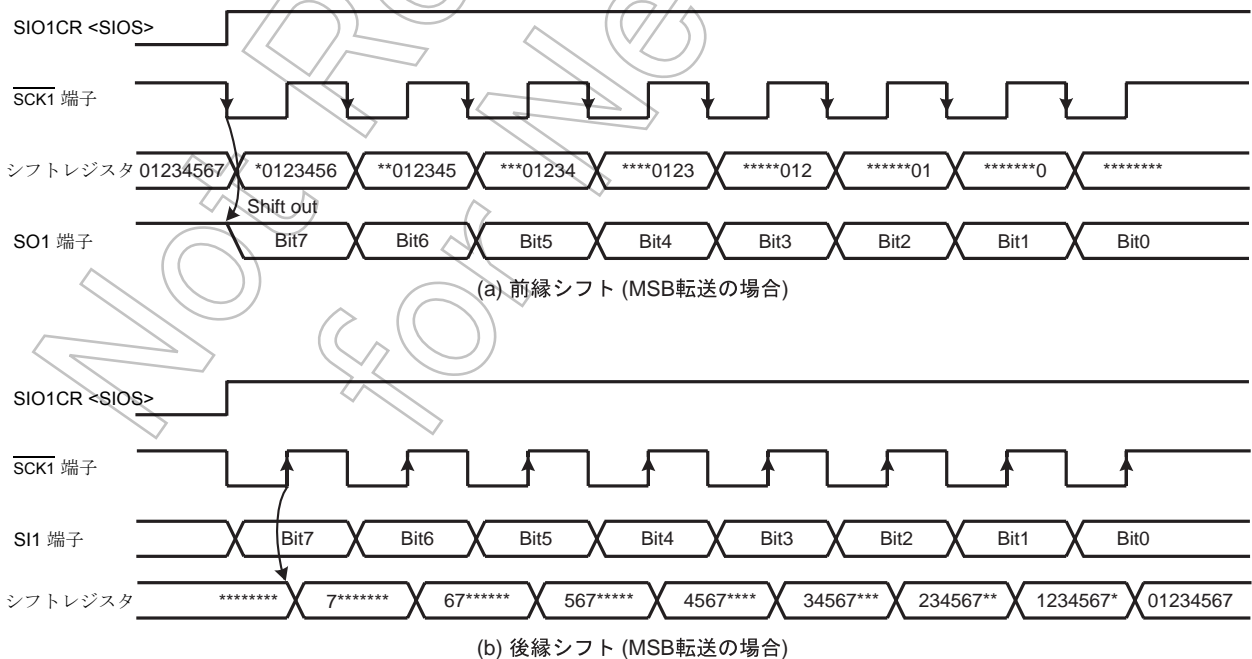 SIO1CR <SIOS>
SCK1 端子
シフトレジスタ 01234567 *0123456 **012345 ***01234 ****0123 *****012 ******01 *******0 ********
Shift out
SO1 端子 Bit7 Bit6 Bit5 Bit4 Bit3 Bit2 Bit1 Bit0
(a) 前縁シフト (MSB転送の場合)
SIO1CR <SIOS>
SCK1 端子
SI1 端子 Bit7 Bit6 Bit5 Bit4 Bit3 Bit2 Bit1 Bit0
シフトレジスタ ******** 7******* 67****** 567***** 4567**** 34567*** 234567** 1234567* 01234567
(b) 後縁シフト (MSB転送の場合)
Not R
for Ne